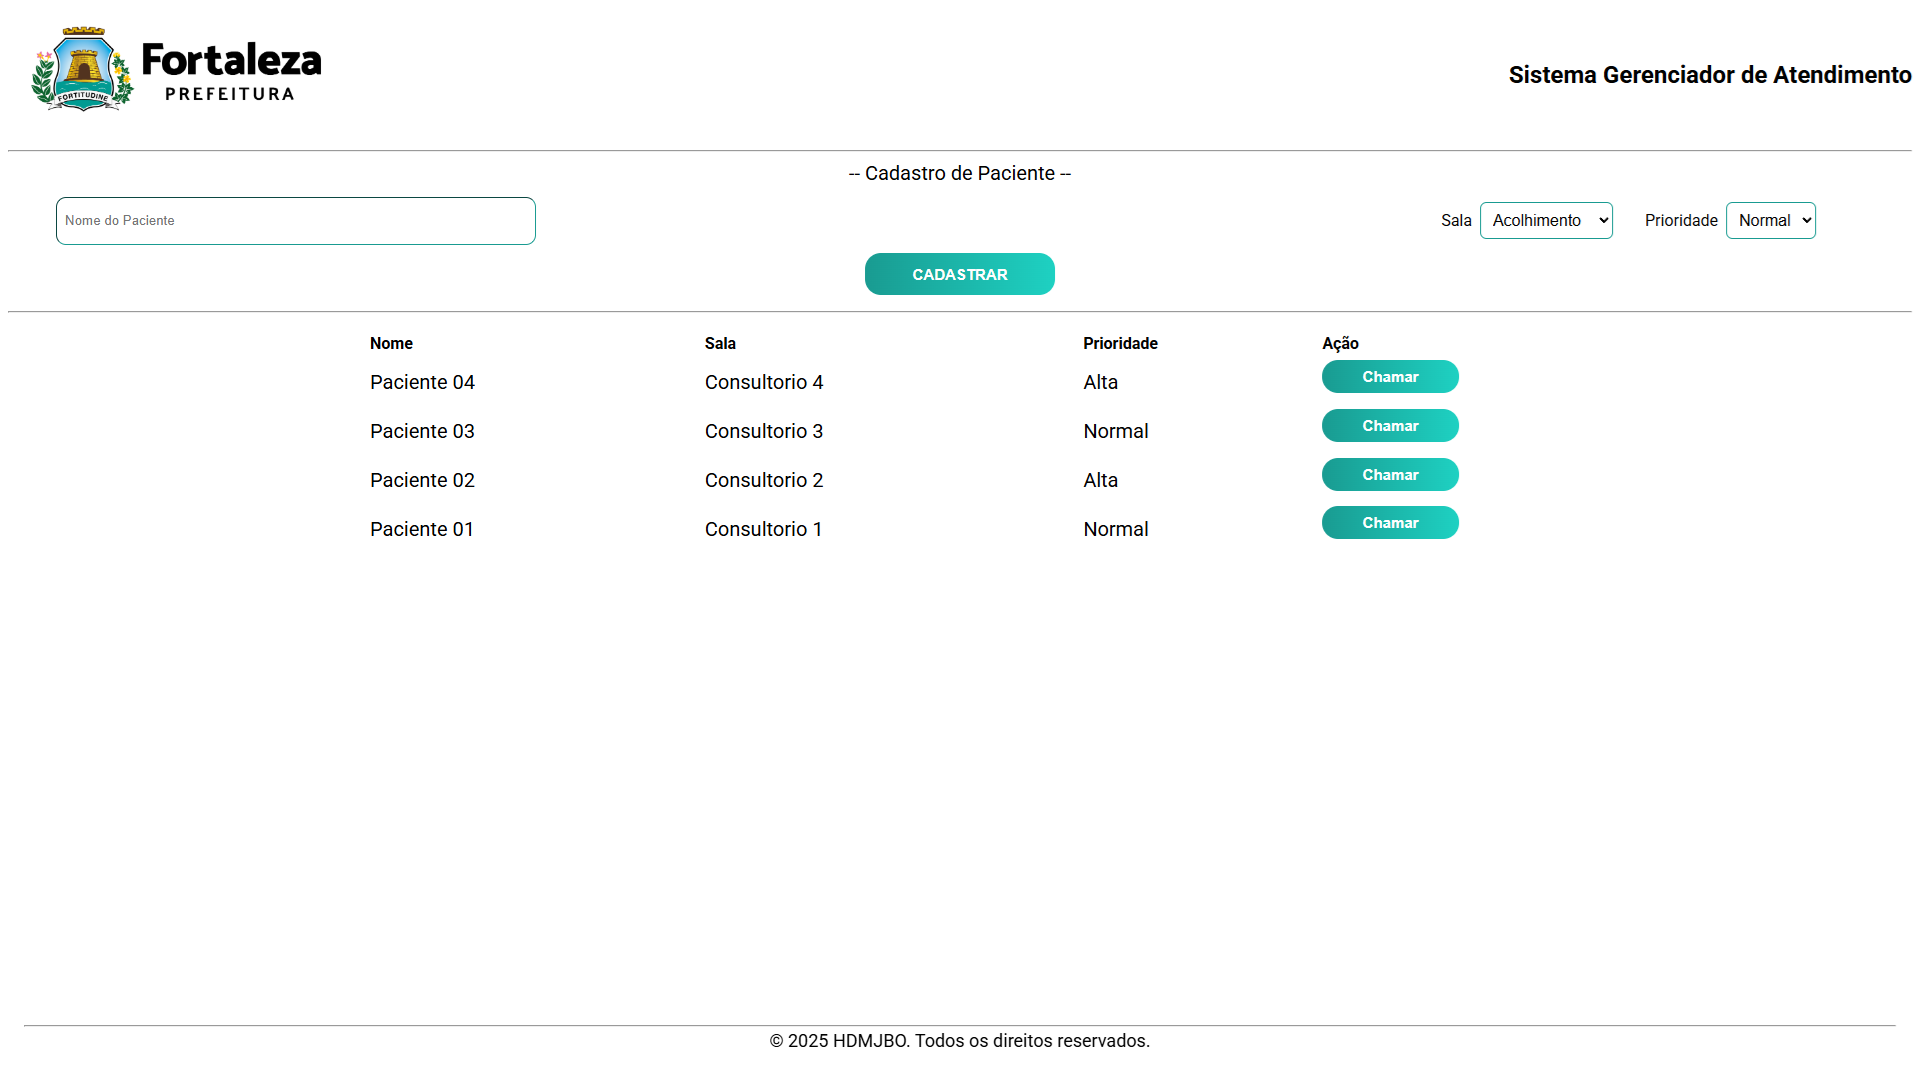 FORTITUDINE
Fortaleza
PREFEITURA
Sistema Gerenciador de Atendimento
-- Cadastro de Paciente --
Nome do Paciente
Sala Acolhimento Prioridade Normal
CADASTRAR
Nome Sala Prioridade Ação
Paciente 04 Consultorio 4 Alta Chamar
Paciente 03 Consultorio 3 Normal Chamar
Paciente 02 Consultorio 2 Alta Chamar
Paciente 01 Consultorio 1 Normal Chamar
© 2025 HDMJBO. Todos os direitos reservados.